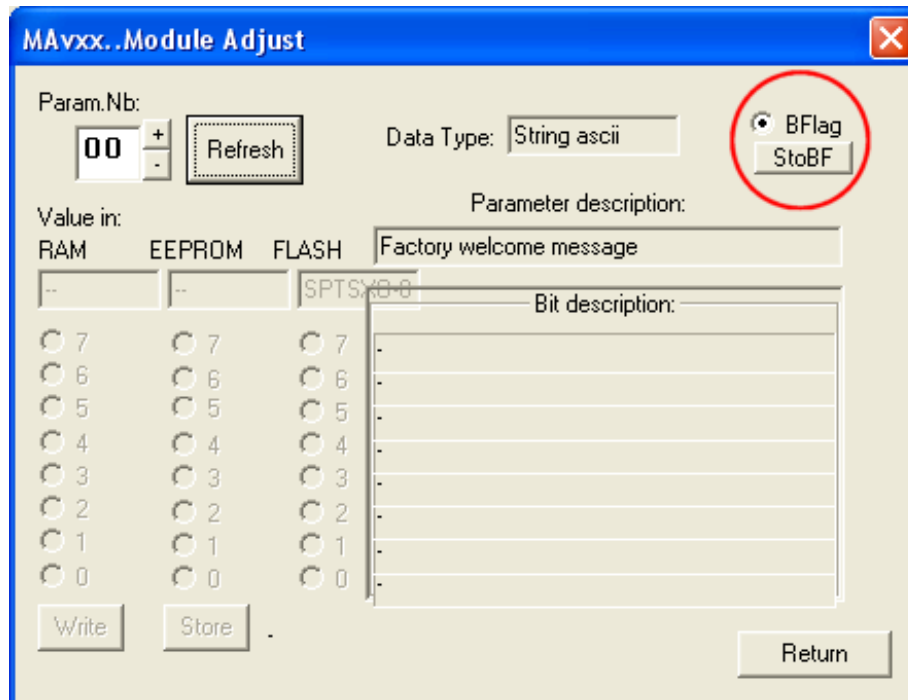 MAvxx..Module Adjust
Param.Nb:
00 + - Refresh
Data Type: String ascii
BFlag
StoBF
Parameter description:
Value in:
RAM EEPROM FLASH
Factory welcome message
-- -- SPTSX8-8
Bit description:
7 7 7 -
6 6 6 -
5 5 5 -
4 4 4 -
3 3 3 -
2 2 2 -
1 1 1 -
0 0 0 -
Write Store -
Return